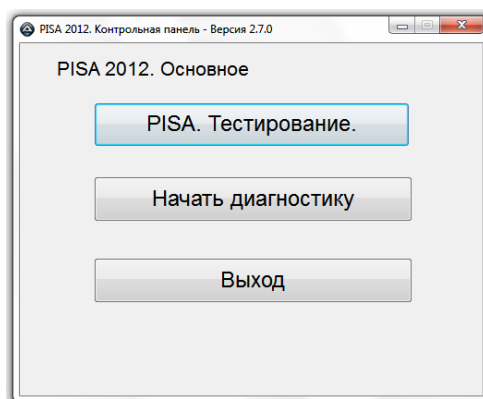 PISA 2012. Контрольная панель - Версия 2.7.0
PISA 2012. Основное
PISA. Тестирование.
Начать диагностику
Выход